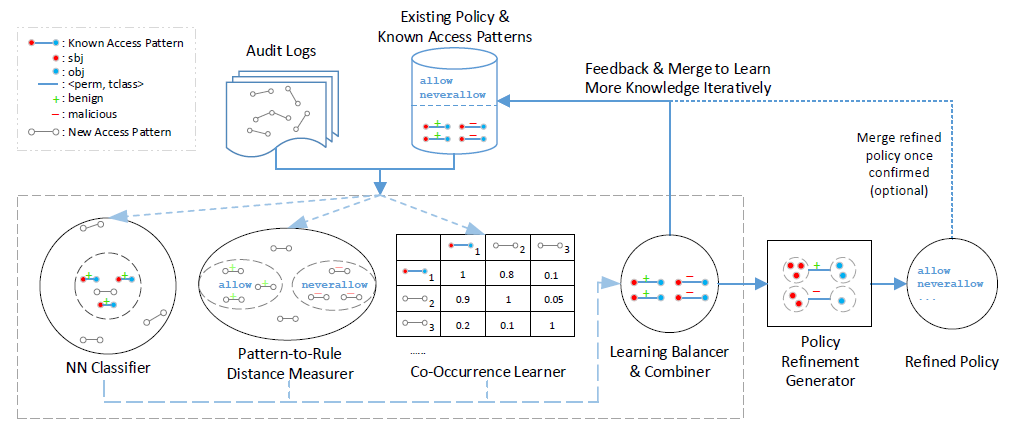 : Known Access Pattern
: sbj
: obj
: <perm, tclass>
+ : benign
− : malicious
: New Access Pattern
Audit Logs
Existing Policy &
Known Access Patterns
allow
neverallow
+ −
+ −
Feedback & Merge to Learn
More Knowledge Iteratively
Merge refined
policy once
confirmed
(optional)
+
+ +
+
NN Classifier
+
allow +
+
−
neverallow
− −
Pattern-to-Rule
Distance Measurer
1 2 3
1 1 0.8 0.1
2 0.9 1 0.05
3 0.2 0.1 1
......
Co-Occurrence Learner
+ −
+ −
Learning Balancer
& Combiner
+
−
Policy
Refinement
Generator
allow
neverallow
...
Refined Policy